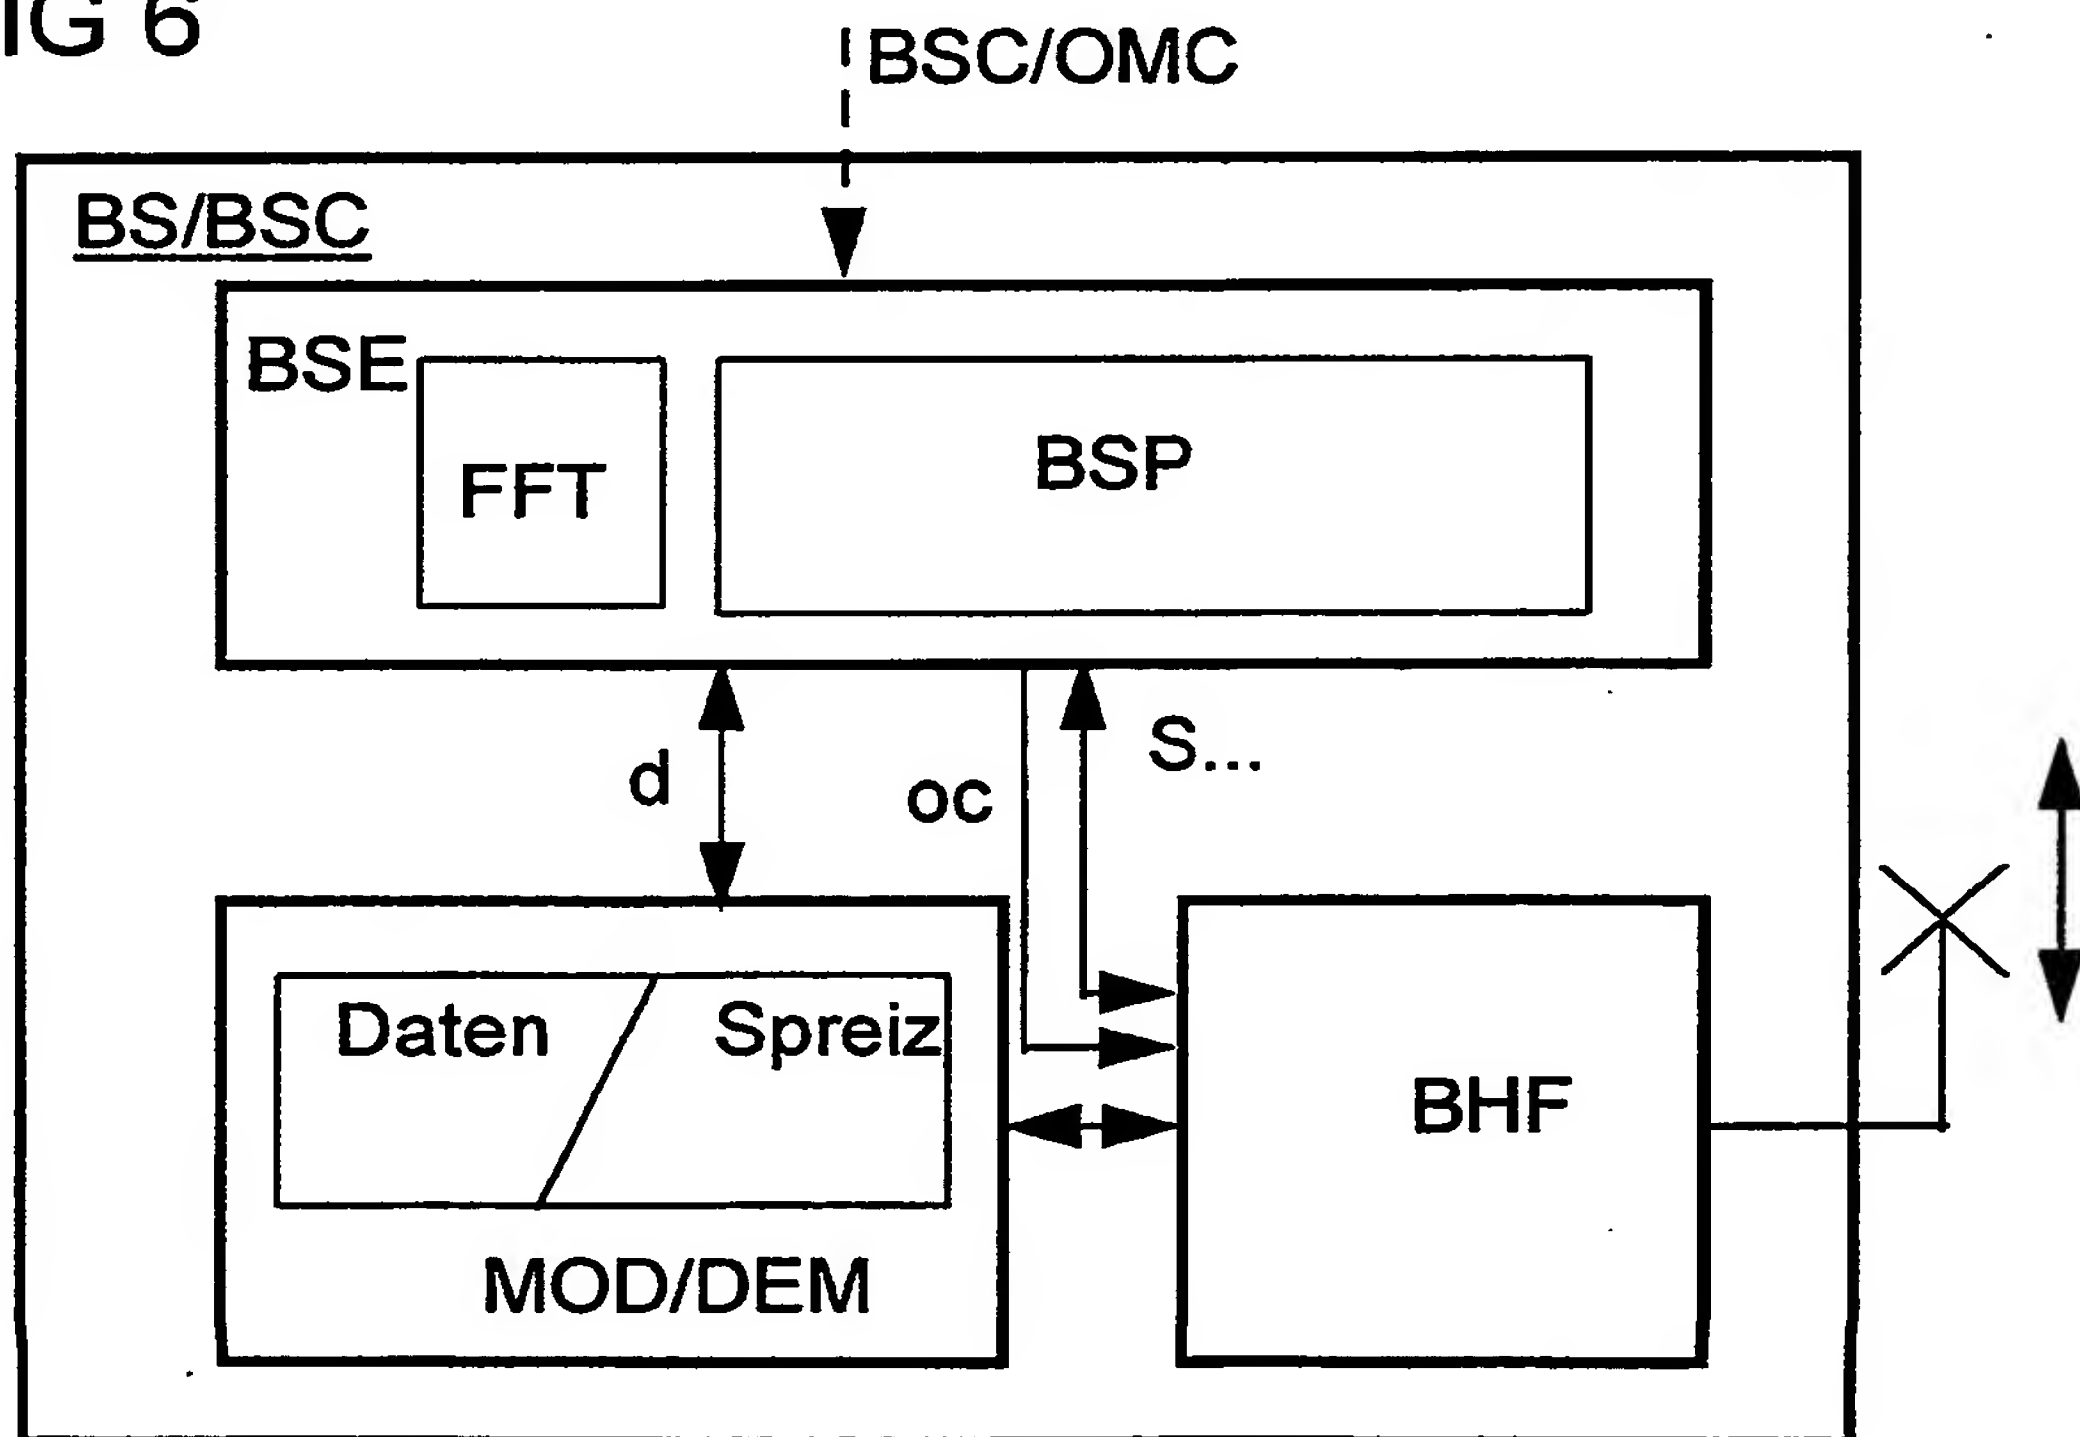 IG 6
BSC/OMC
BS/BSC
BSE
FFT
BSP
d
oc
S...
Daten
Spreiz
BHF
MOD/DEM